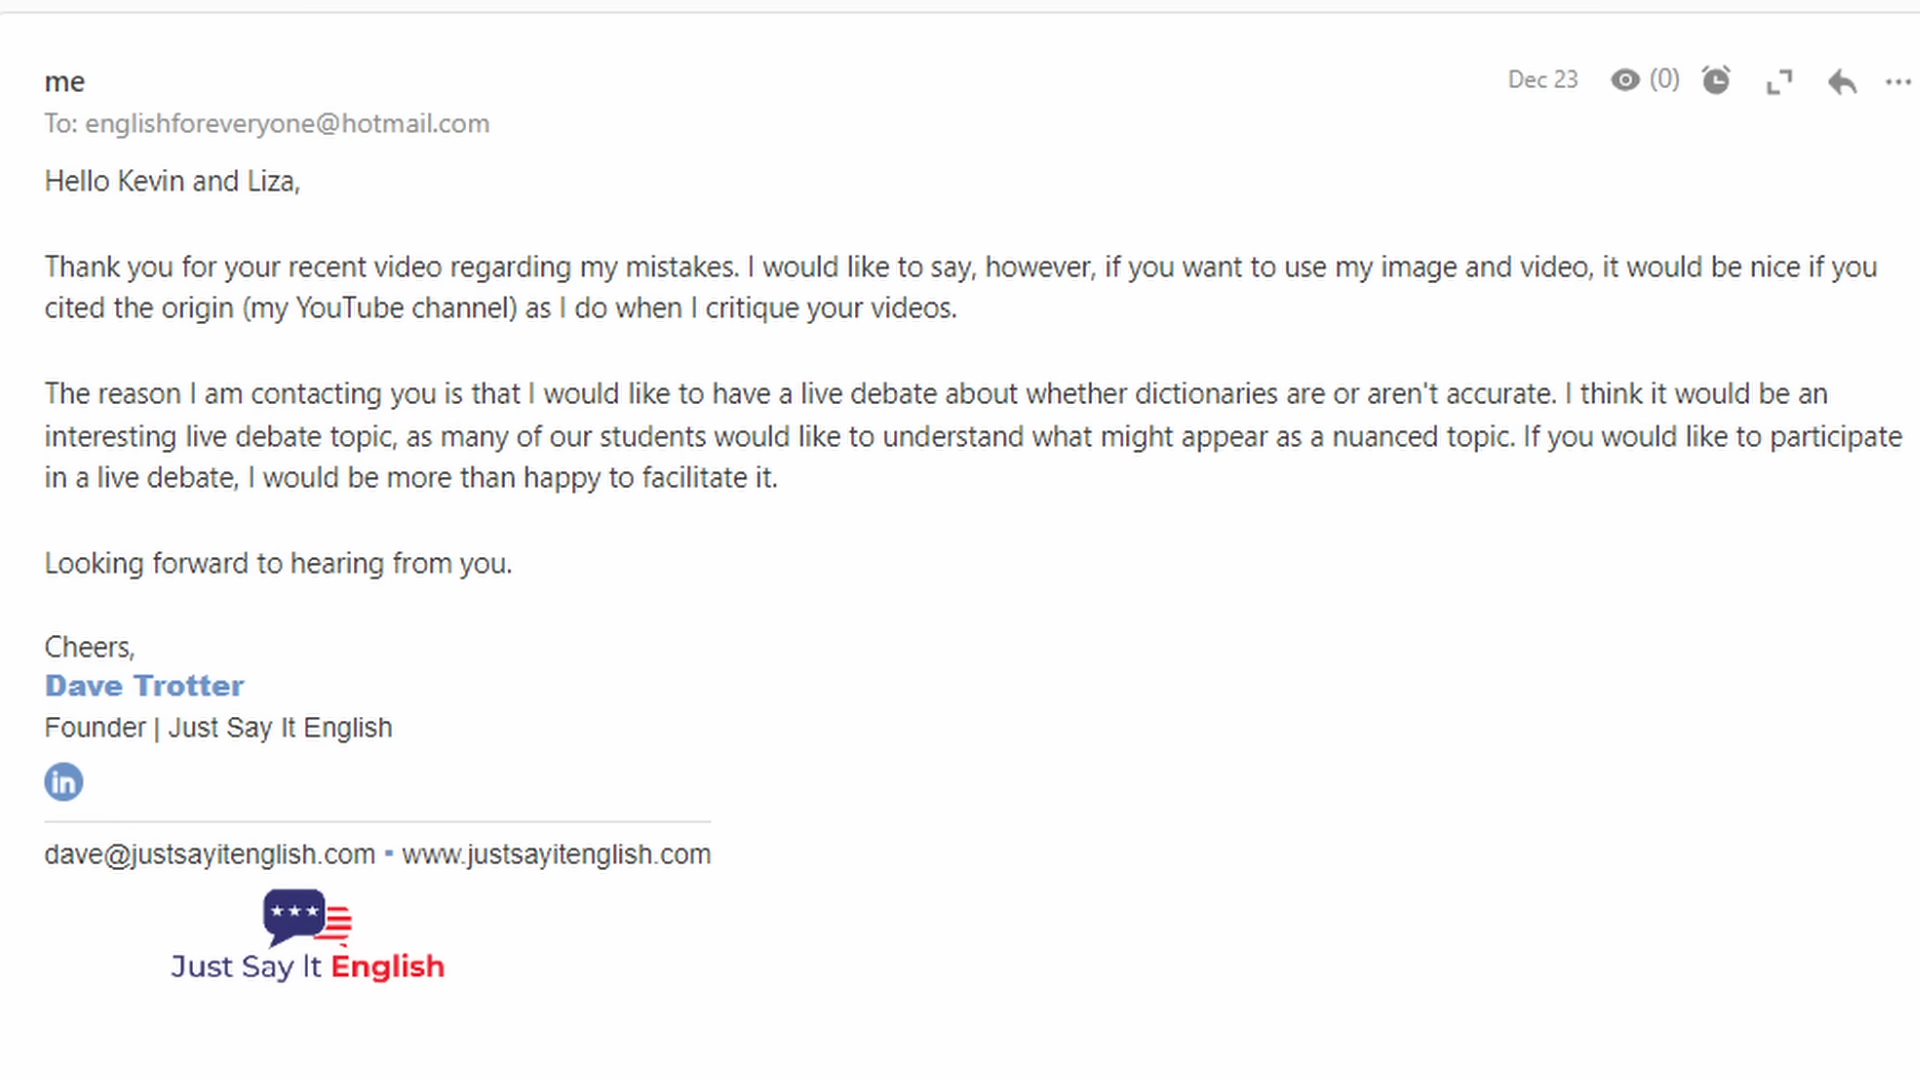 me
Dec 23 (0)
To: englishforeveryone@hotmail.com
Hello Kevin and Liza,
Thank you for your recent video regarding my mistakes. I would like to say, however, if you want to use my image and video, it would be nice if you
cited the origin (my YouTube channel) as I do when I critique your videos.
The reason I am contacting you is that I would like to have a live debate about whether dictionaries are or aren't accurate. I think it would be an
interesting live debate topic, as many of our students would like to understand what might appear as a nuanced topic. If you would like to participate
in a live debate, I would be more than happy to facilitate it.
Looking forward to hearing from you.
Cheers,
Dave Trotter
Founder | Just Say It English
in
dave@justsayitenglish.com ▪ www.justsayitenglish.com
Just Say It English